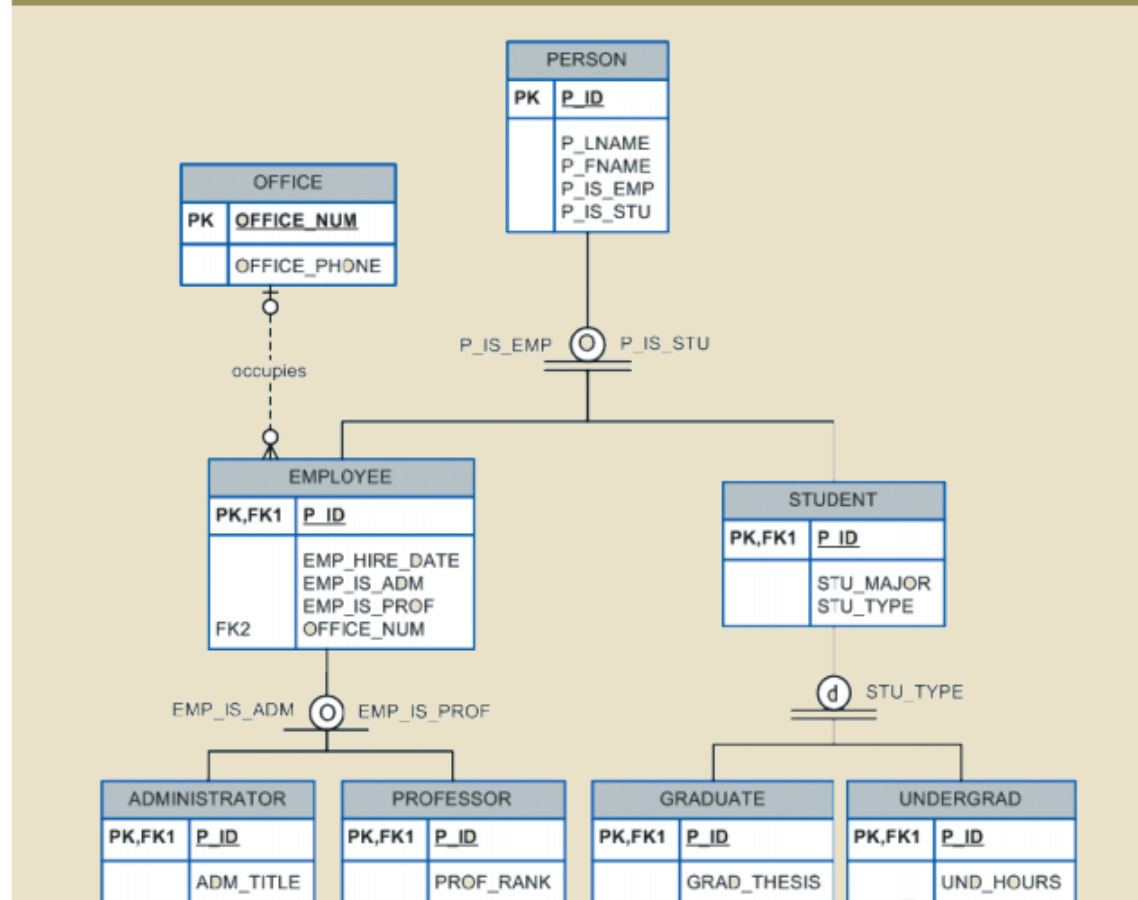 PERSON
PK P_ID
P_LNAME
P_FNAME
P_IS_EMP
P_IS_STU
OFFICE
PK OFFICE_NUM
OFFICE_PHONE
occupies
P_IS_EMP O P_IS_STU
EMPLOYEE
PK,FK1 P_ID
EMP_HIRE_DATE
EMP_IS_ADM
EMP_IS_PROF
FK2 OFFICE_NUM
STUDENT
PK,FK1 P_ID
STU_MAJOR
STU_TYPE
EMP_IS_ADM O EMP_IS_PROF
d STU_TYPE
ADMINISTRATOR
PK,FK1 P_ID
ADM_TITLE
PROFESSOR
PK,FK1 P_ID
PROF_RANK
GRADUATE
PK,FK1 P_ID
GRAD_THESIS
UNDERGRAD
PK,FK1 P_ID
UND_HOURS